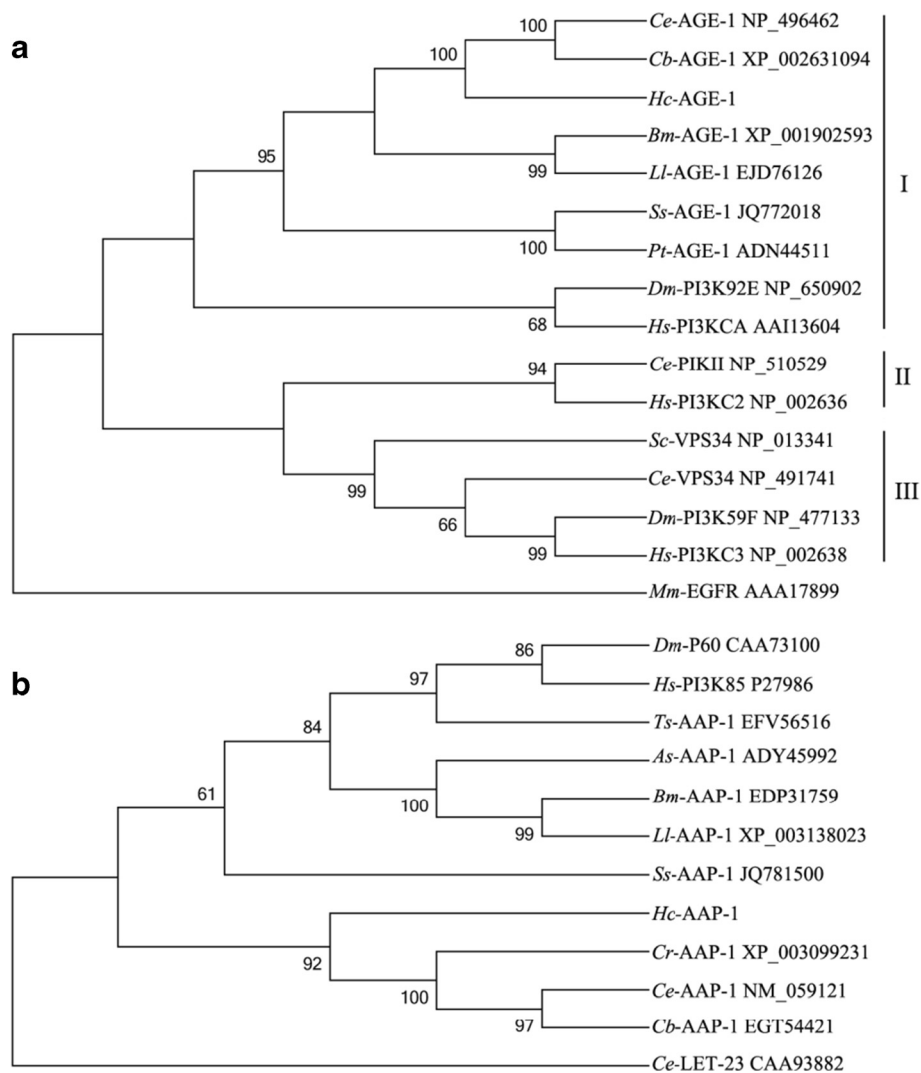 a
100
Ce-AGE-1 NP_496462
100
Cb-AGE-1 XP_002631094
Hc-AGE-1
Bm-AGE-1 XP_001902593
95
99
Ll-AGE-1 EJD76126
I
Ss-AGE-1 JQ772018
100
Pt-AGE-1 ADN44511
Dm-PI3K92E NP_650902
68
Hs-PI3KCA AAI13604
94
Ce-PIKII NP_510529
II
Hs-PI3KC2 NP_002636
Sc-VPS34 NP_013341
99
Ce-VPS34 NP_491741
III
66
Dm-PI3K59F NP_477133
99
Hs-PI3KC3 NP_002638
Mm-EGFR AAA17899
b
86
Dm-P60 CAA73100
97
Hs-PI3K85 P27986
84
Ts-AAP-1 EFV56516
As-AAP-1 ADY45992
61
100
Bm-AAP-1 EDP31759
99
Ll-AAP-1 XP_003138023
Ss-AAP-1 JQ781500
Hc-AAP-1
92
Cr-AAP-1 XP_003099231
100
Ce-AAP-1 NM_059121
97
Cb-AAP-1 EGT54421
Ce-LET-23 CAA93882